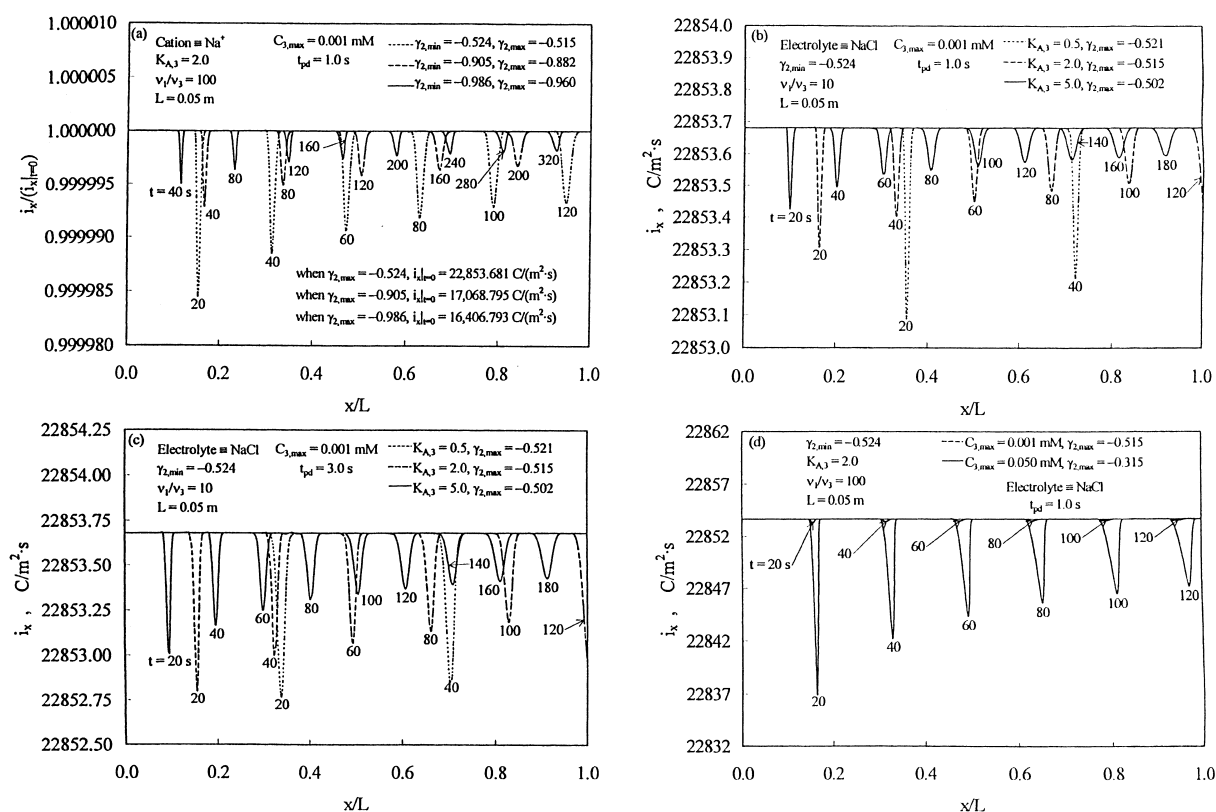 (a)
Cation ≡ Na⁺
K_A,3 = 2.0
ν₁/ν₃ = 100
L = 0.05 m
C_3,max = 0.001 mM
t_pd = 1.0 s
γ_2,min = −0.524, γ_2,max = −0.515
γ_2,min = −0.905, γ_2,max = −0.882
γ_2,min = −0.986, γ_2,max = −0.960
1.000010
1.000005
1.000000
0.999995
0.999990
0.999985
0.999980
i_x/(i_x|_t=0)
160
200
240
320
t = 40 s
80
120
120
280
40
80
160
200
20
40
60
80
100
120
when γ_2,max = −0.524, i_x|_t=0 = 22,853.681 C/(m²·s)
when γ_2,max = −0.905, i_x|_t=0 = 17,068.795 C/(m²·s)
when γ_2,max = −0.986, i_x|_t=0 = 16,406.793 C/(m²·s)
0.0 0.2 0.4 0.6 0.8 1.0
x/L
(b)
Electrolyte ≡ NaCl
γ_2,min = −0.524
ν₁/ν₃ = 10
L = 0.05 m
C_3,max = 0.001 mM
t_pd = 1.0 s
K_A,3 = 0.5, γ_2,max = −0.521
K_A,3 = 2.0, γ_2,max = −0.515
K_A,3 = 5.0, γ_2,max = −0.502
22854.0
22853.9
22853.8
22853.7
22853.6
22853.5
22853.4
22853.3
22853.2
22853.1
22853.0
i_x , C/m²·s
t = 20 s
40
60
80
100
120
140
160
180
20
40
60
80
100
120
20
40
0.0 0.2 0.4 0.6 0.8 1.0
x/L
(c)
Electrolyte ≡ NaCl
γ_2,min = −0.524
ν₁/ν₃ = 10
L = 0.05 m
C_3,max = 0.001 mM
t_pd = 3.0 s
K_A,3 = 0.5, γ_2,max = −0.521
K_A,3 = 2.0, γ_2,max = −0.515
K_A,3 = 5.0, γ_2,max = −0.502
22854.25
22854.00
22853.75
22853.50
22853.25
22853.00
22852.75
22852.50
i_x , C/m²·s
t = 20 s
40
60
80
100
120
140
160
180
20
40
60
80
100
120
20
40
0.0 0.2 0.4 0.6 0.8 1.0
x/L
(d)
γ_2,min = −0.524
K_A,3 = 2.0
ν₁/ν₃ = 100
L = 0.05 m
C_3,max = 0.001 mM, γ_2,max = −0.515
C_3,max = 0.050 mM, γ_2,max = −0.315
Electrolyte ≡ NaCl
t_pd = 1.0 s
22862
22857
22852
22847
22842
22837
22832
i_x , C/m²·s
t = 20 s
40
60
80
100
120
20
40
60
80
100
120
0.0 0.2 0.4 0.6 0.8 1.0
x/L